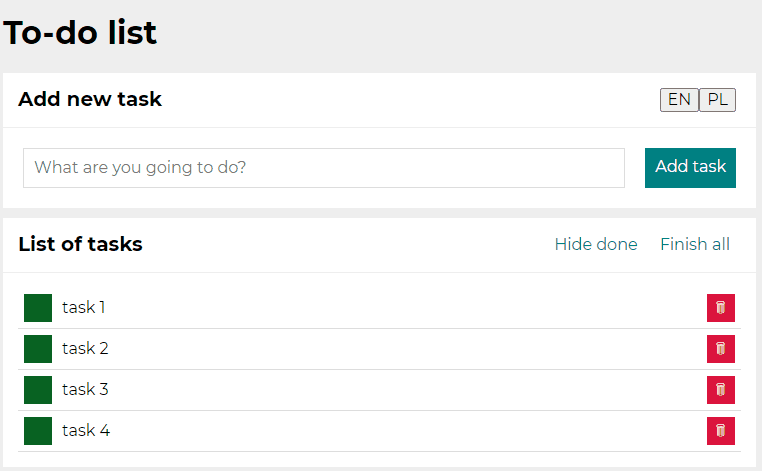 To-do list
Add new task
EN PL
What are you going to do?
Add task
List of tasks
Hide done
Finish all
task 1
task 2
task 3
task 4